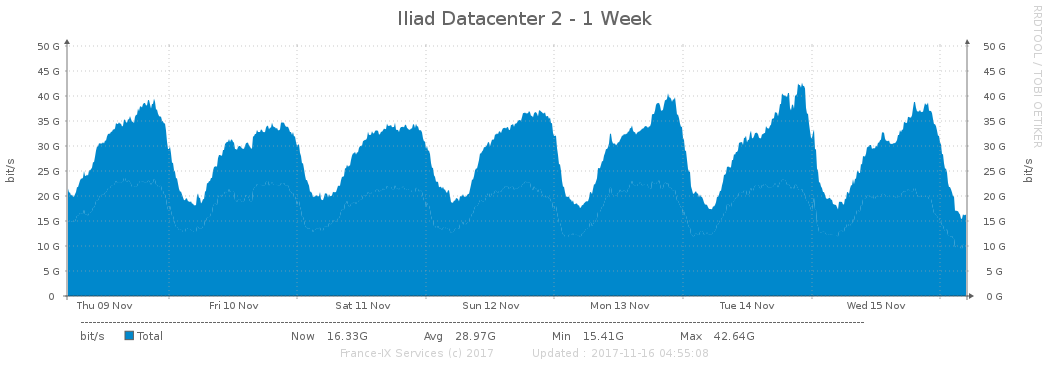 Iliad Datacenter 2 - 1 Week
RRDTOOL / TOBI OETIKER
50 G 50 G
45 G 45 G
40 G 40 G
35 G 35 G
30 G 30 G
25 G 25 G
20 G 20 G
15 G 15 G
10 G 10 G
5 G 5 G
0 0 G
bit/s
bit/s
Thu 09 Nov Fri 10 Nov Sat 11 Nov Sun 12 Nov Mon 13 Nov Tue 14 Nov Wed 15 Nov
bit/s Total Now 16.33G Avg 28.97G Min 15.41G Max 42.64G
France-IX Services (c) 2017 Updated : 2017-11-16 04:55:08